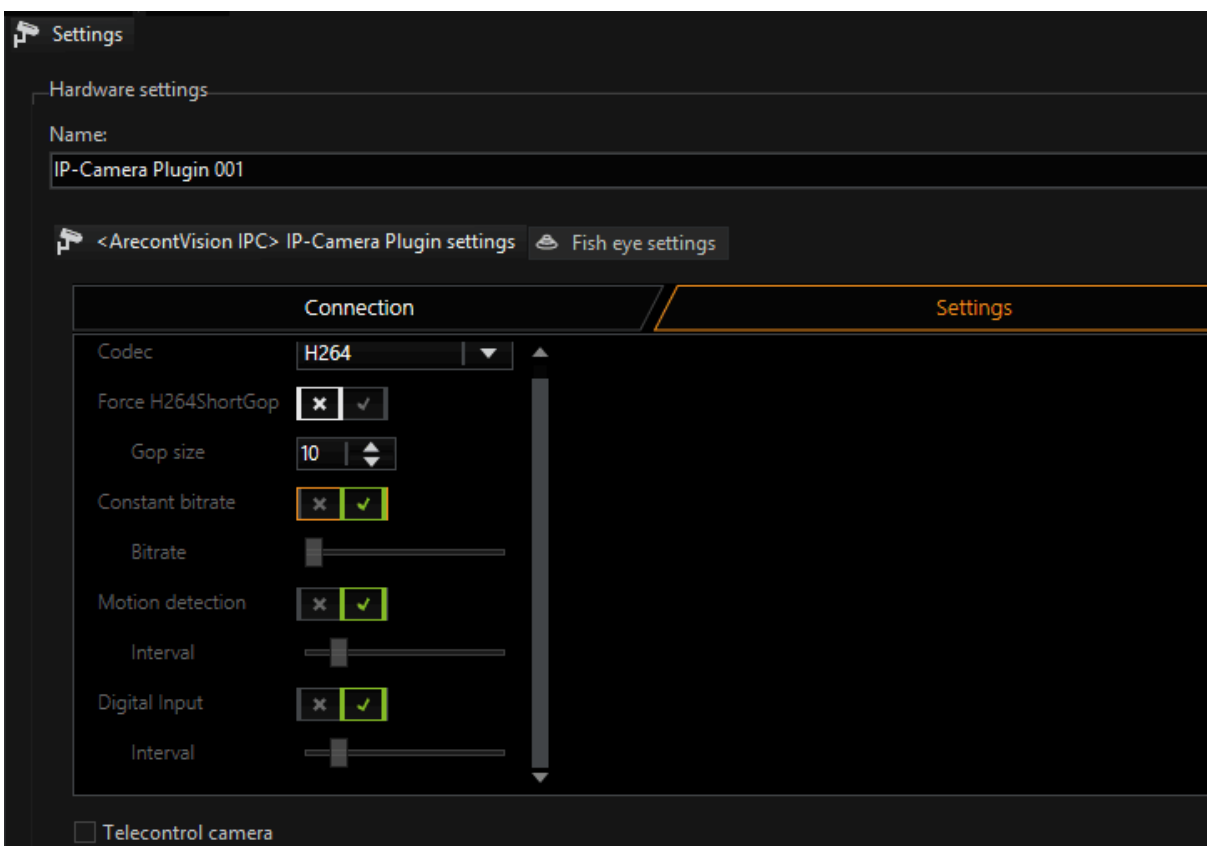 Settings
Hardware settings
Name:
IP-Camera Plugin 001
<ArecontVision IPC> IP-Camera Plugin settings Fish eye settings
Connection Settings
Codec H264
Force H264ShortGop
Gop size 10
Constant bitrate
Bitrate
Motion detection
Interval
Digital Input
Interval
Telecontrol camera